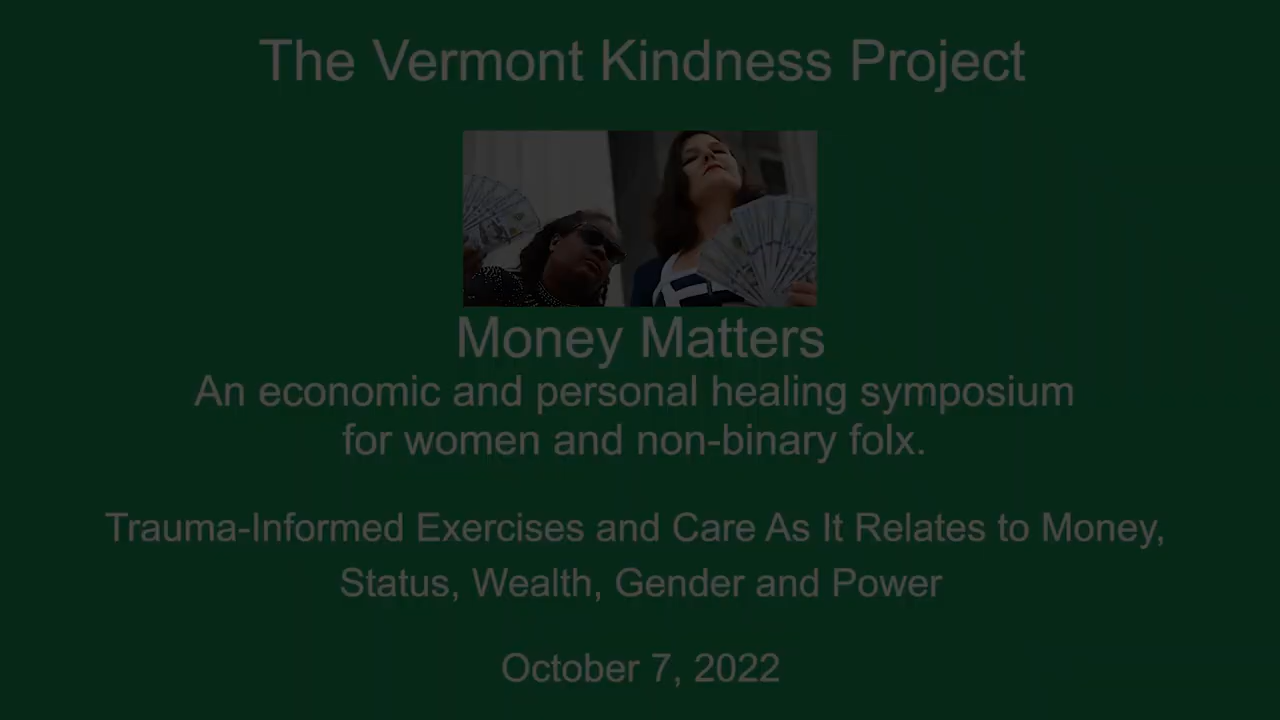 The Vermont Kindness Project
Money Matters
An economic and personal healing symposium
for women and non-binary folx.
Trauma-Informed Exercises and Care As It Relates to Money,
Status, Wealth, Gender and Power
October 7, 2022